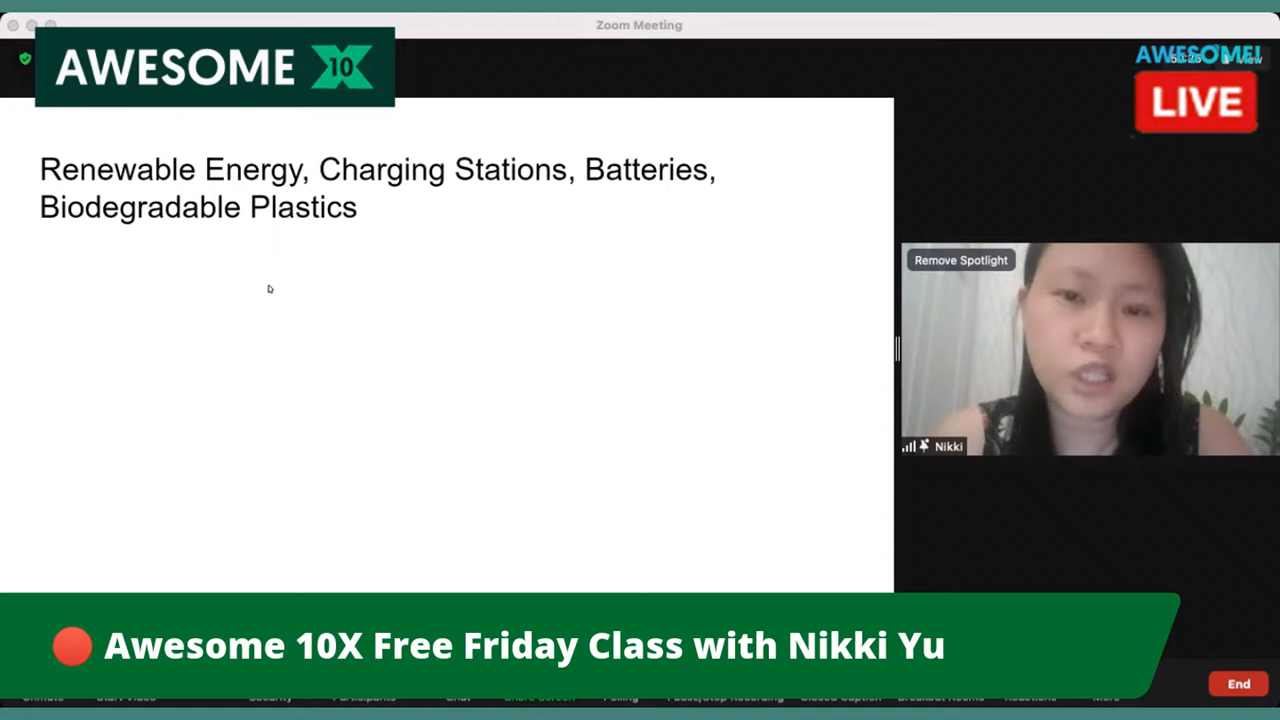 Zoom Meeting
AWESOME 10X
AWESOME!
LIVE
Renewable Energy, Charging Stations, Batteries,
Biodegradable Plastics
Remove Spotlight
Nikki
Awesome 10X Free Friday Class with Nikki Yu
End